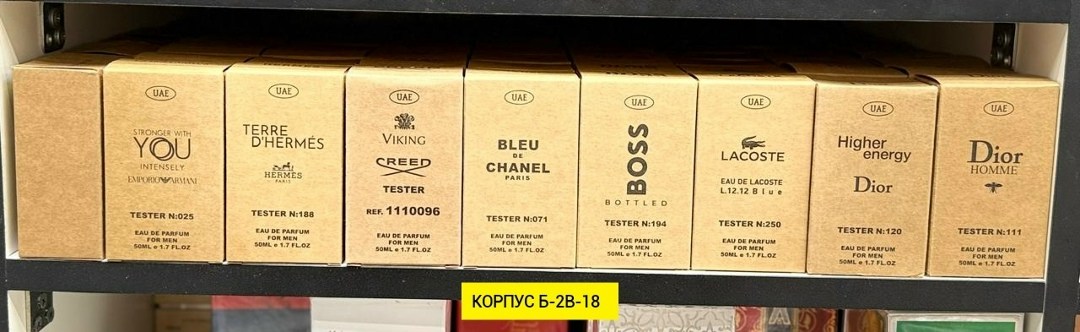 UAE
STRONGER WITH
YOU
INTENSELY
EMPORIO ARMANI
TESTER N:025
EAU DE PARFUM
FOR MEN
50ML e 1.7 FL.OZ
UAE
TERRE
D'HERMÈS
HERMÈS
PARIS
TESTER N:188
EAU DE PARFUM
FOR MEN
50ML e 1.7 FL.OZ
UAE
VIKING
CREED
TESTER
REF. 1110096
EAU DE PARFUM
FOR MEN
50ML e 1.7 FL.OZ
UAE
BLEU
DE
CHANEL
PARIS
TESTER N:071
EAU DE PARFUM
FOR MEN
50ML e 1.7 FL.OZ
UAE
BOSS
BOTTLED
TESTER N:194
EAU DE PARFUM
FOR MEN
50ML e 1.7 FL.OZ
UAE
LACOSTE
EAU DE LACOSTE
L.12.12 Blue
TESTER N:250
EAU DE PARFUM
FOR MEN
50ML e 1.7 FL.OZ
UAE
Higher
energy
Dior
TESTER N:120
EAU DE PARFUM
FOR MEN
50ML e 1.7 FL.OZ
UAE
Dior
HOMME
TESTER N:111
EAU DE PARFUM
FOR MEN
50ML e 1.7 FL.OZ
КОРПУС Б-2В-18